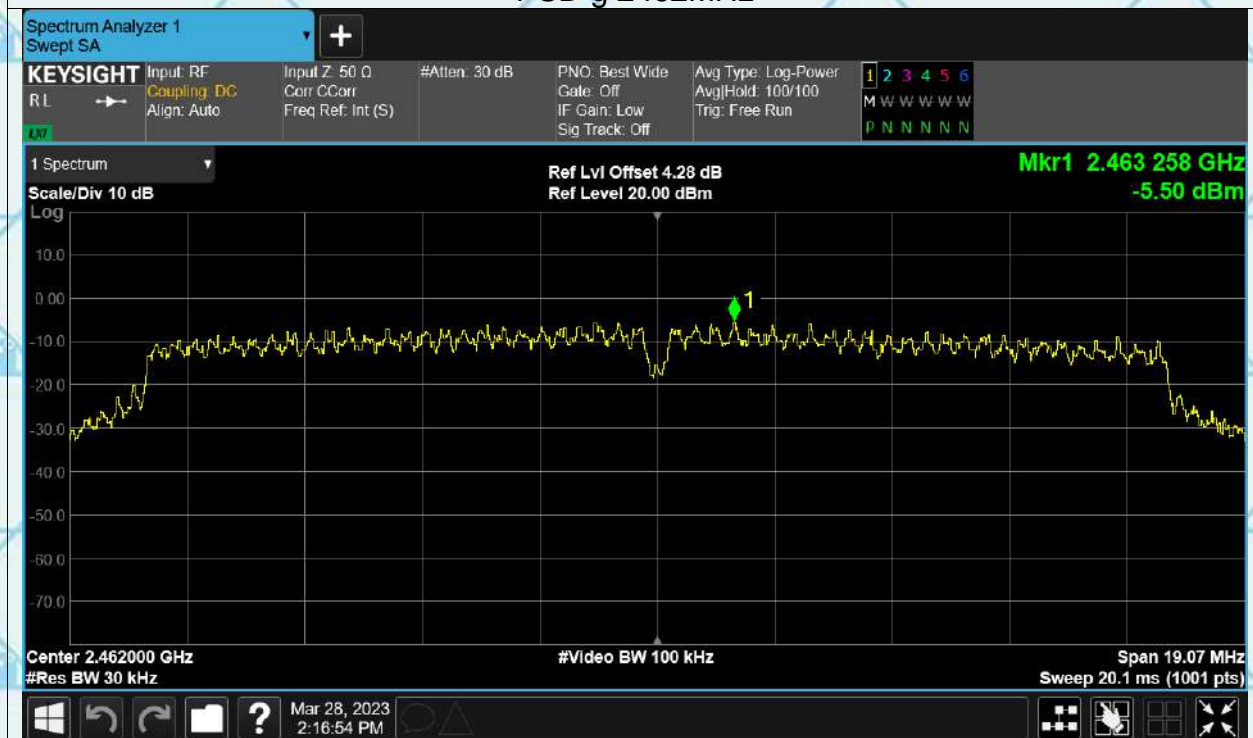 PSD g 2462MHz
Spectrum Analyzer 1
Swept SA
+
KEYSIGHT
RL
LXI
Input: RF
Coupling: DC
Align: Auto
Input Z: 50 Ω
Corr CCorr
Freq Ref: Int (S)
#Atten: 30 dB
PNO: Best Wide
Gate: Off
IF Gain: Low
Sig Track: Off
Avg Type: Log-Power
Avg|Hold: 100/100
Trig: Free Run
1 2 3 4 5 6
M W W W W W
P N N N N N
1 Spectrum
Scale/Div 10 dB
Log
Ref Lvl Offset 4.28 dB
Ref Level 20.00 dBm
Mkr1 2.463 258 GHz
-5.50 dBm
10.0
0.00
1
-10.0
-20.0
-30.0
-40.0
-50.0
-60.0
-70.0
Center 2.462000 GHz
#Res BW 30 kHz
#Video BW 100 kHz
Span 19.07 MHz
Sweep 20.1 ms (1001 pts)
?
Mar 28, 2023
2:16:54 PM